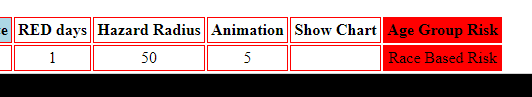 e RED days Hazard Radius Animation Show Chart Age Group Risk
1 50 5 Race Based Risk